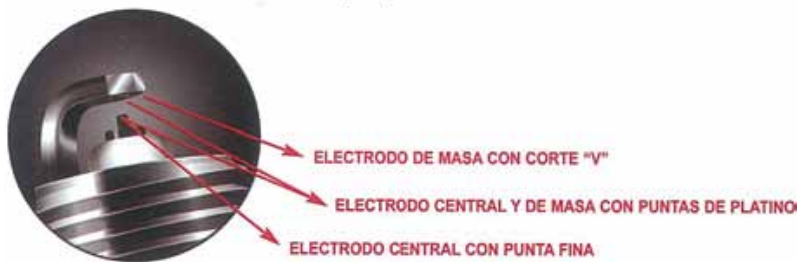 ELECTRODO DE MASA CON CORTE “V”
ELECTRODO CENTRAL Y DE MASA CON PUNTAS DE PLATINO
ELECTRODO CENTRAL CON PUNTA FINA